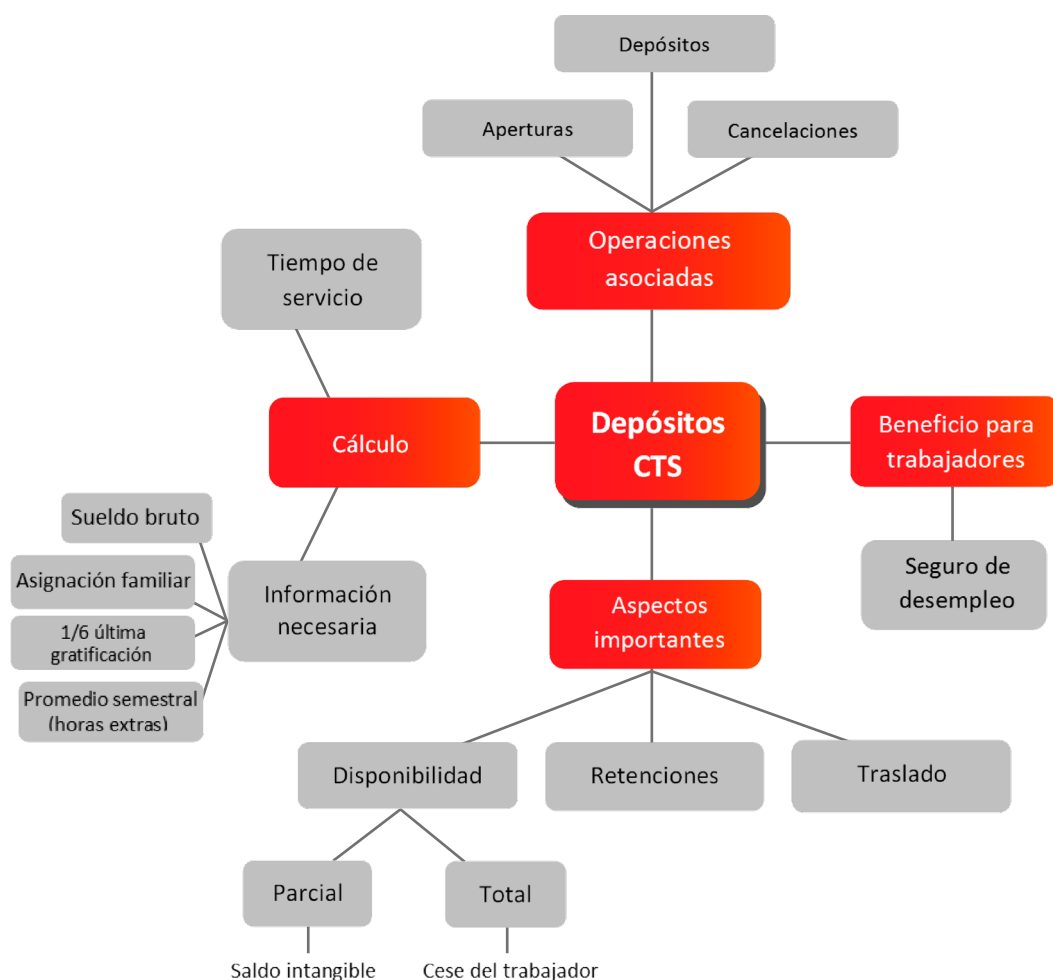 Depósitos
Aperturas
Cancelaciones
Operaciones
asociadas
Tiempo de
servicio
Depósitos
CTS
Cálculo
Beneficio para
trabajadores
Sueldo bruto
Asignación familiar
1/6 última
gratificación
Promedio semestral
(horas extras)
Información
necesaria
Seguro de
desempleo
Aspectos
importantes
Disponibilidad
Retenciones
Traslado
Parcial
Total
Saldo intangible
Cese del trabajador